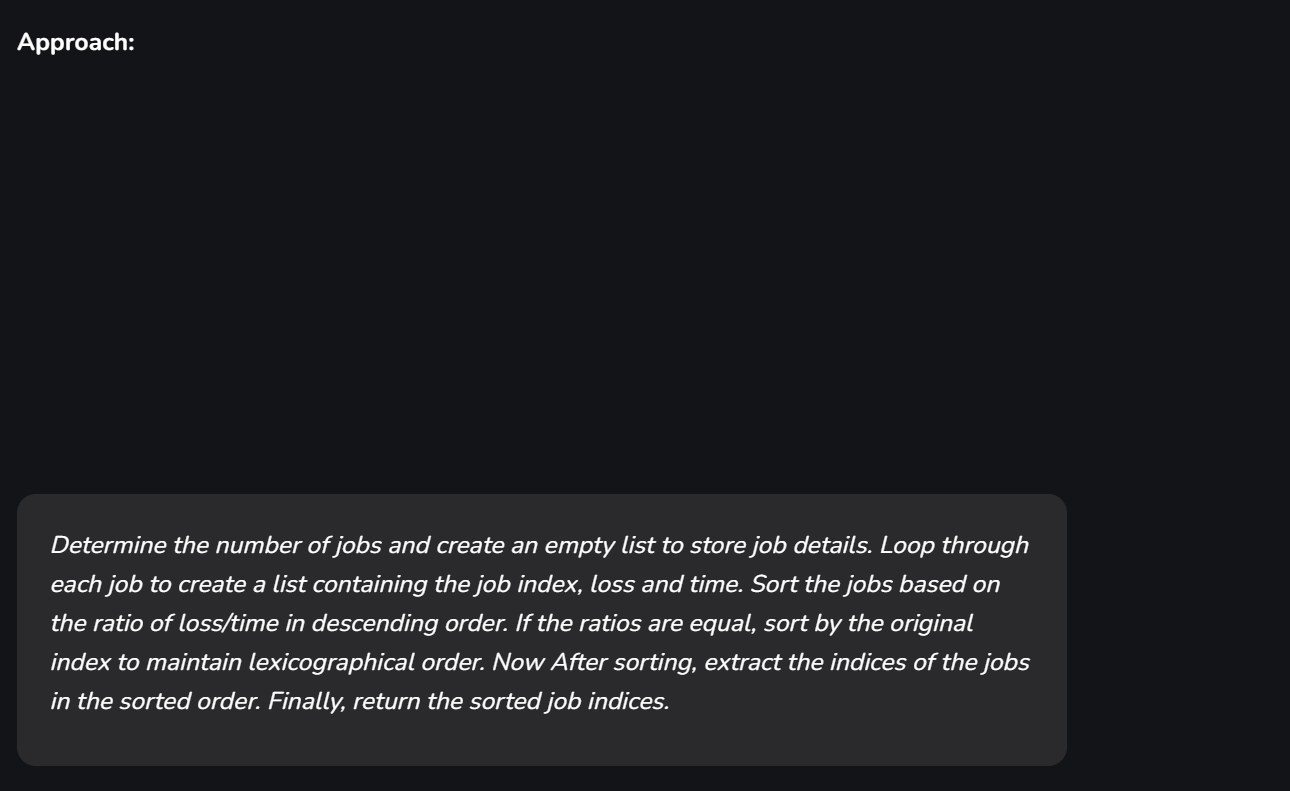 Approach:
Determine the number of jobs and create an empty list to store job details. Loop through
each job to create a list containing the job index, loss and time. Sort the jobs based on
the ratio of loss/time in descending order. If the ratios are equal, sort by the original
index to maintain lexicographical order. Now After sorting, extract the indices of the jobs
in the sorted order. Finally, return the sorted job indices.